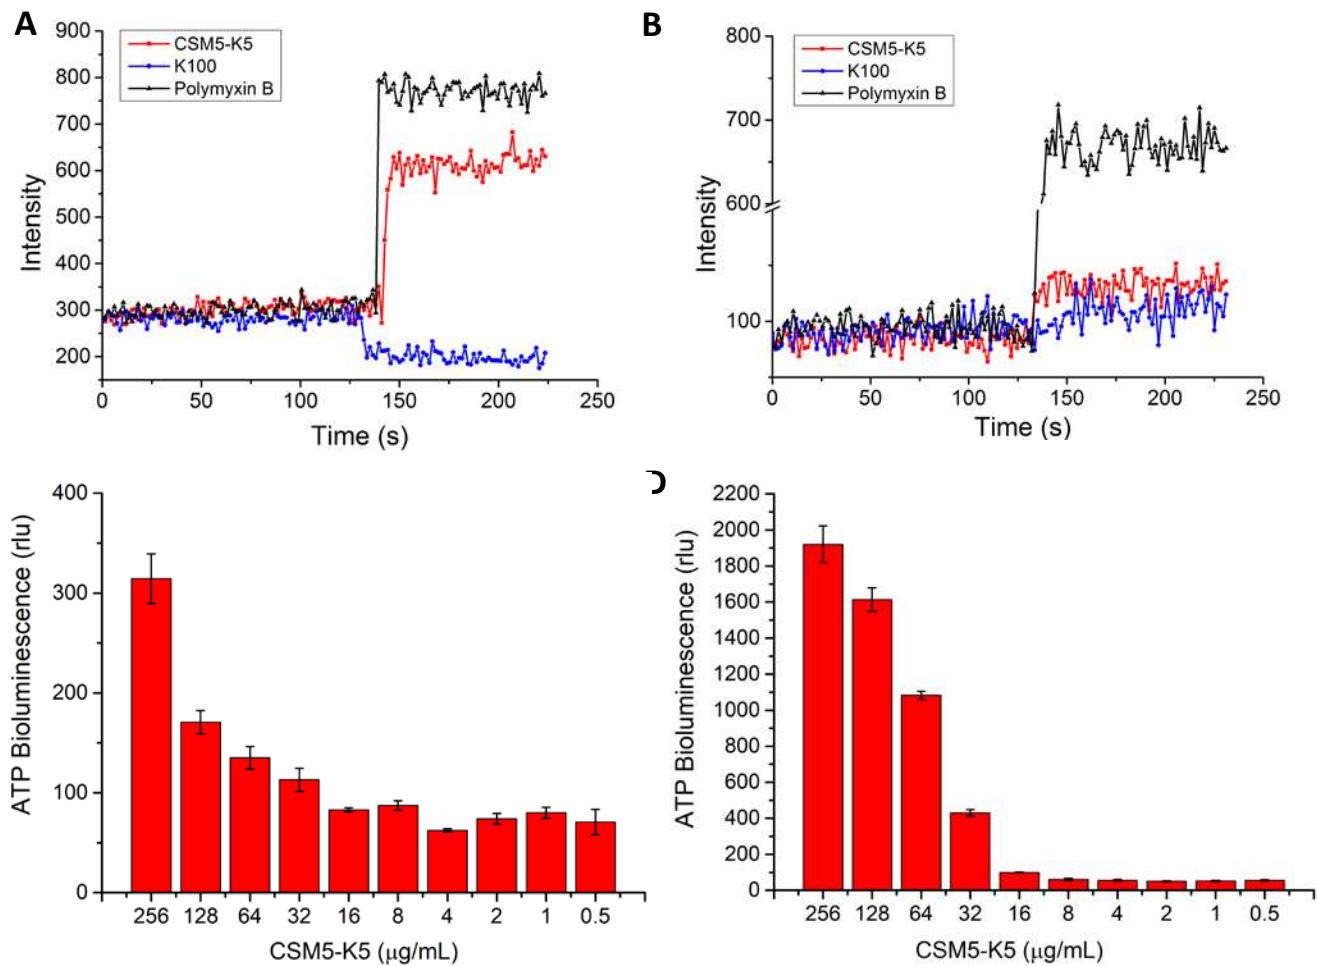 A
900
800
700
600
500
400
300
200
CSM5-K5
K100
Polymyxin B
Intensity
0
50
100
150
200
250
Time (s)
B
800
700
600
100
CSM5-K5
K100
Polymyxin B
Intensity
0
50
100
150
200
250
Time (s)
400
300
200
100
0
ATP Bioluminescence (rlu)
256 128 64 32 16 8 4 2 1 0.5
CSM5-K5 (μg/mL)
D
2200
2000
1800
1600
1400
1200
1000
800
600
400
200
0
ATP Bioluminescence (rlu)
256 128 64 32 16 8 4 2 1 0.5
CSM5-K5 (μg/mL)